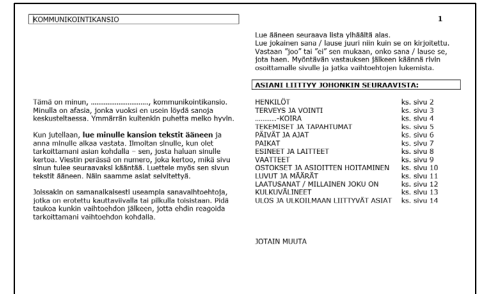 KOMMUNIKOINTIKANSIO
1
Lue ääneen seuraava lista ylhäältä alas.
Lue jokainen sana / lause juuri niin kuin se on kirjoitettu.
Vastaan "joo" tai "ei" sen mukaan, onko sana / lause se,
jota haen. Myöntävän vastauksen jälkeen käännä rivin
osoittamalle sivulle ja jatka vaihtoehtojen lukemista.
ASIANI LIITTYY JOHONKIN SEURAAVISTA:
HENKILÖT ks. sivu 2
TERVEYS JA VOINTI ks. sivu 3
...........-KOIRA ks. sivu 4
TEKEMISET JA TAPAHTUMAT ks. sivu 5
PÄIVÄT JA AJAT ks. sivu 6
PAIKAT ks. sivu 7
ESINEET JA LAITTEET ks. sivu 8
VAATTEET ks. sivu 9
OSTOKSET JA ASIOITTEN HOITAMINEN ks. sivu 10
LUVUT JA MÄÄRÄT ks. sivu 11
LAATUSANAT / MILLAINEN JOKU ON ks. sivu 12
KULKUVÄLINEET ks. sivu 13
ULOS JA ULKOILMAAN LIITTYVÄT ASIAT ks. sivu 14
JOTAIN MUUTA
Tämä on minun, ..........................., kommunikointikansio.
Minulla on afasia, jonka vuoksi en usein löydä sanoja
keskusteltaessa. Ymmärrän kuitenkin puhetta melko hyvin.
Kun jutellaan, lue minulle kansion tekstit ääneen ja
anna minulle aikaa vastata. Ilmoitan sinulle, kun olet
tarkoittamani asian kohdalla – sen, josta haluan sinulle
kertoa. Viestin perässä on numero, joka kertoo, mikä sivu
sinun tulee seuraavaksi kääntää. Luettele myös sen sivun
tekstit ääneen. Näin saamme asiat selvitettyä.
Joissakin on samanaikaisesti useampia sanavaihtoehtoja,
jotka on erotettu kauttaviivalla tai pilkulla toisistaan. Pidä
taukoa kunkin vaihtoehdon jälkeen, jotta ehdin reagoida
tarkoittamani vaihtoehdon kohdalla.